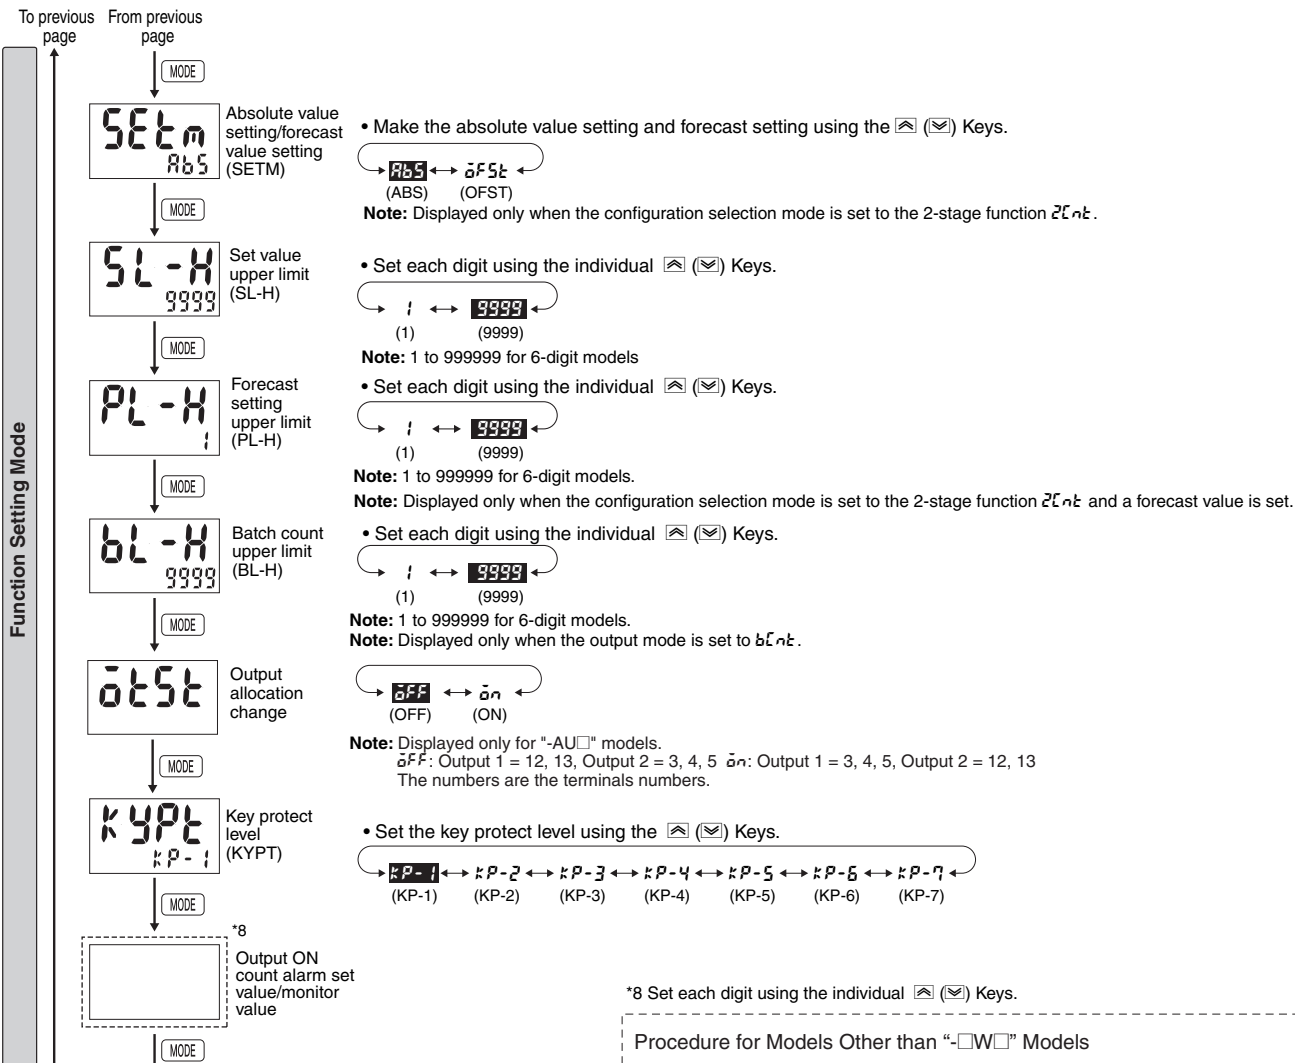 To previous page
From previous page
MODE
SEtm
AbS
Absolute value setting/forecast value setting (SETM)
• Make the absolute value setting and forecast setting using the ︽ (︾) Keys.
AbS ↔ oFSt
(ABS) (OFST)
Note: Displayed only when the configuration selection mode is set to the 2-stage function 2Cnt.
MODE
SL-H
9999
Set value upper limit (SL-H)
• Set each digit using the individual ︽ (︾) Keys.
1 ↔ 9999
(1) (9999)
Note: 1 to 999999 for 6-digit models
MODE
PL-H
1
Forecast setting upper limit (PL-H)
• Set each digit using the individual ︽ (︾) Keys.
1 ↔ 9999
(1) (9999)
Note: 1 to 999999 for 6-digit models.
Note: Displayed only when the configuration selection mode is set to the 2-stage function 2Cnt and a forecast value is set.
MODE
bL-H
9999
Batch count upper limit (BL-H)
• Set each digit using the individual ︽ (︾) Keys.
1 ↔ 9999
(1) (9999)
Note: 1 to 999999 for 6-digit models.
Note: Displayed only when the output mode is set to bCnt.
MODE
otSt
Output allocation change
oFF ↔ on
(OFF) (ON)
Note: Displayed only for "-AU□" models.
oFF: Output 1 = 12, 13, Output 2 = 3, 4, 5 on: Output 1 = 3, 4, 5, Output 2 = 12, 13
The numbers are the terminals numbers.
MODE
KYPt
KP-1
Key protect level (KYPT)
• Set the key protect level using the ︽ (︾) Keys.
KP-1 ↔ KP-2 ↔ KP-3 ↔ KP-4 ↔ KP-5 ↔ KP-6 ↔ KP-7
(KP-1) (KP-2) (KP-3) (KP-4) (KP-5) (KP-6) (KP-7)
MODE
*8
Output ON count alarm set value/monitor value
MODE
Function Setting Mode
*8 Set each digit using the individual ︽ (︾) Keys.
Procedure for Models Other than “-□W□” Models